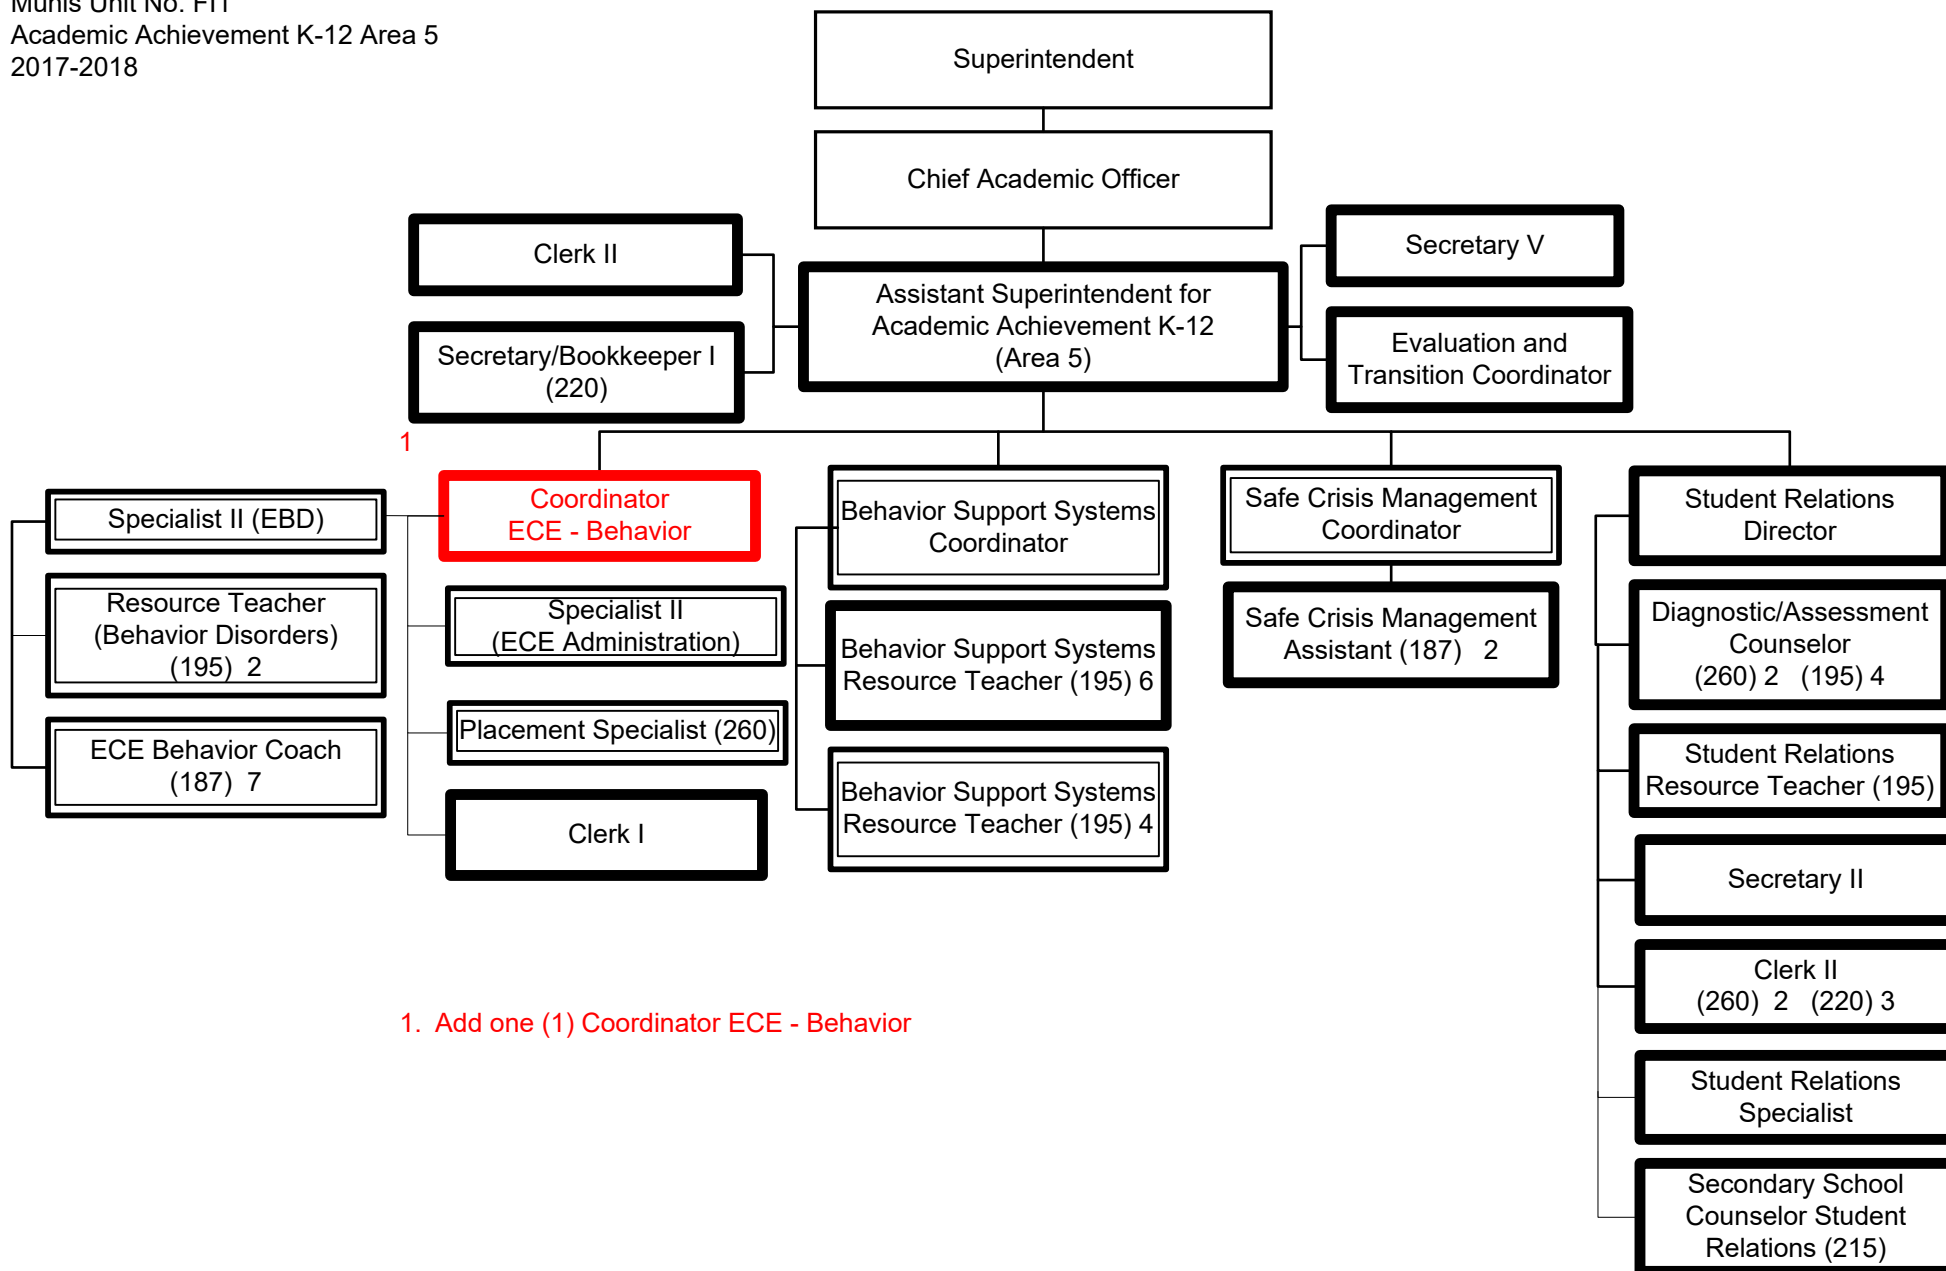 Munis Unit No.
Academic Achievement K-12 Area 5
2017-2018
Superintendent
Chief Academic Officer
Clerk II
Secretary V
Assistant Superintendent for
Academic Achievement K-12
(Area 5)
Secretary/Bookkeeper I
(220)
Evaluation and
Transition Coordinator
1
Specialist II (EBD)
Coordinator
ECE - Behavior
Behavior Support Systems
Coordinator
Safe Crisis Management
Coordinator
Student Relations
Director
Resource Teacher
(Behavior Disorders)
(195) 2
Specialist II
(ECE Administration)
Behavior Support Systems
Resource Teacher (195) 6
Safe Crisis Management
Assistant (187) 2
Diagnostic/Assessment
Counselor
(260) 2 (195) 4
ECE Behavior Coach
(187) 7
Placement Specialist (260)
Behavior Support Systems
Resource Teacher (195) 4
Student Relations
Resource Teacher (195)
Clerk I
Secretary II
Clerk II
(260) 2 (220) 3
1. Add one (1) Coordinator ECE - Behavior
Student Relations
Specialist
Secondary School
Counselor Student
Relations (215)